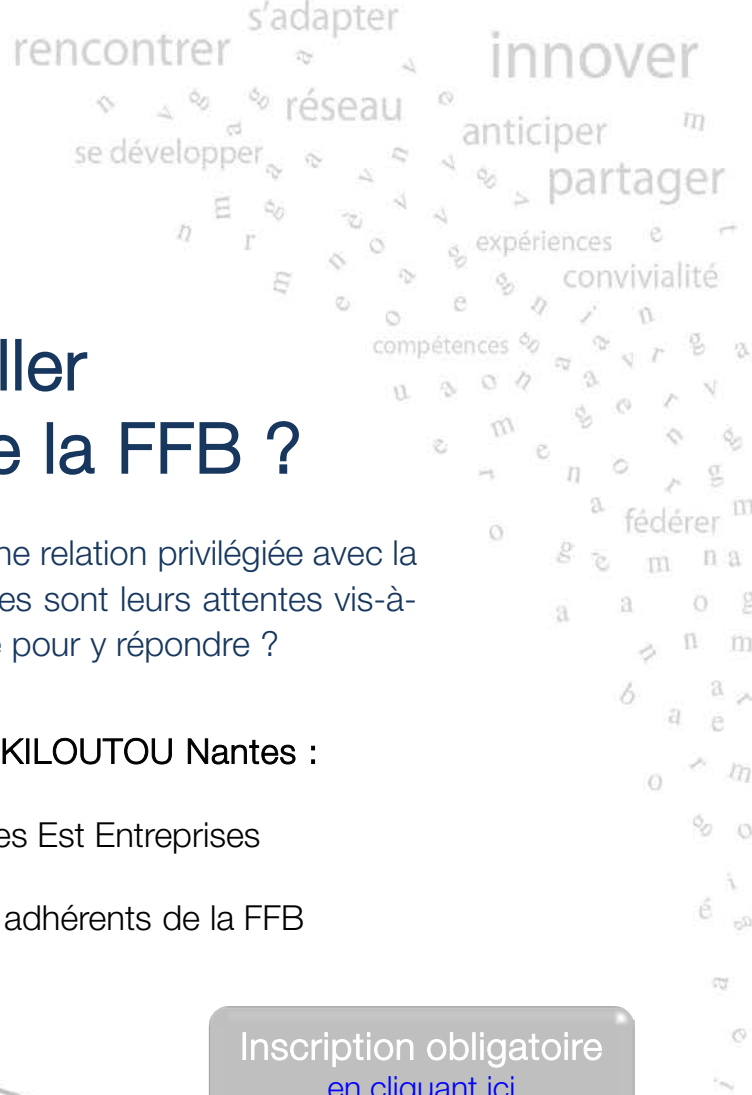 s’adapter
rencontrer
innover
réseau
anticiper
se développer
partager
expériences
convivialité
compétences
ller
e la FFB ?
fédérer
ne relation privilégiée avec la
es sont leurs attentes vis-à-
e pour y répondre ?
KILOUTOU Nantes :
es Est Entreprises
adhérents de la FFB
Inscription obligatoire
en cliquant ici